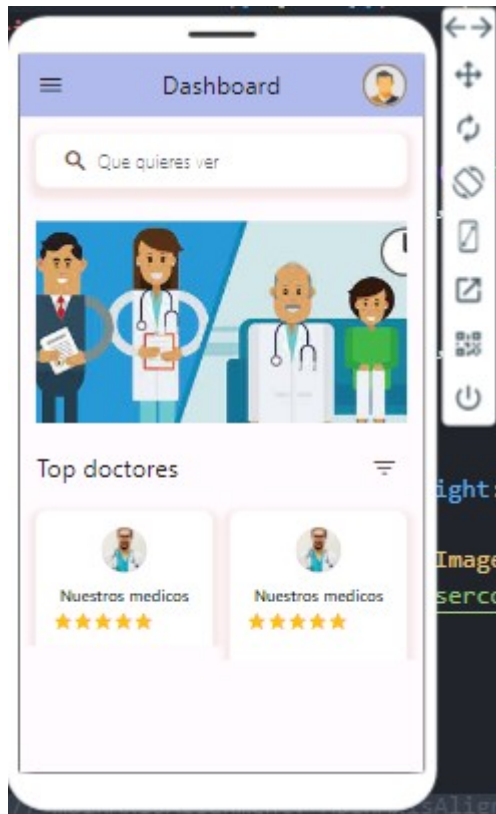 Dashboard
Que quieres ver
Top doctores
Nuestros medicos
Nuestros medicos
ight:
Image
serco